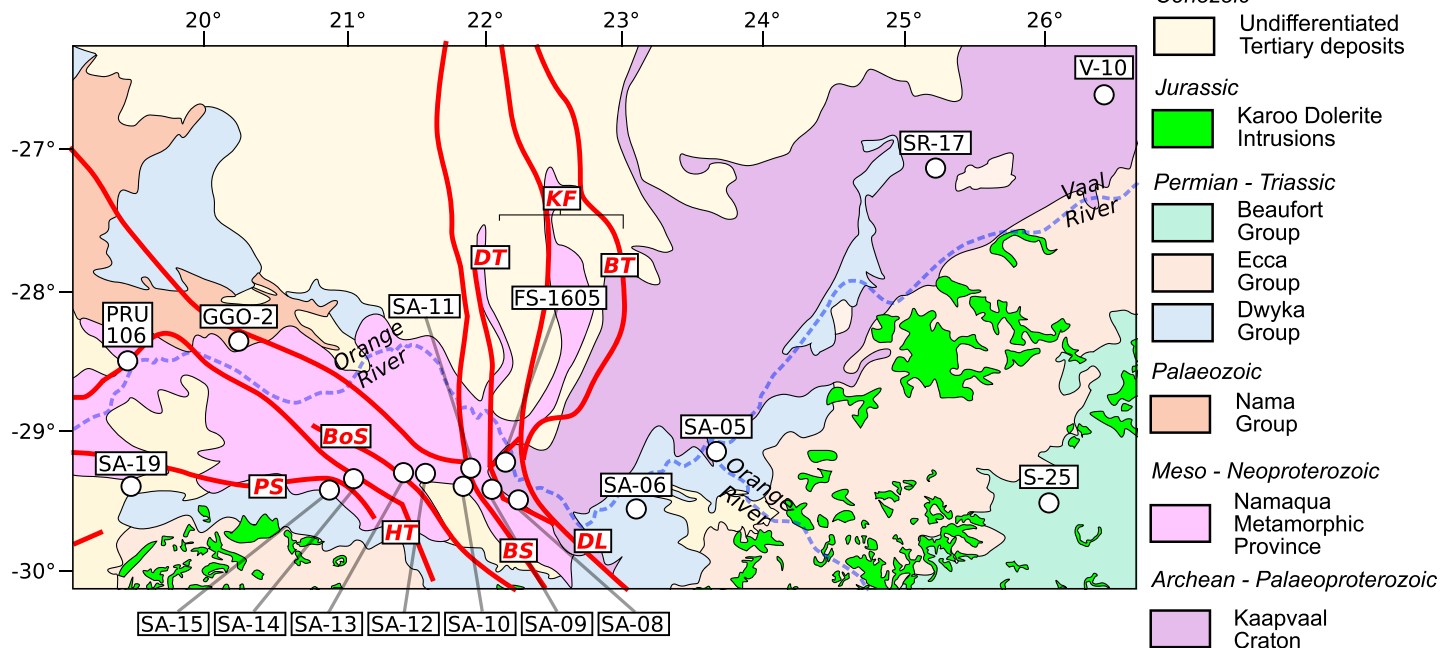 20°
21°
22°
23°
24°
25°
26°
-27°
-28°
-29°
-30°
V-10
SR-17
Vaal
River
KF
DT
BT
SA-11
FS-1605
PRU
106
GGO-2
Orange
River
BoS
SA-19
PS
HT
BS
DL
SA-05
SA-06
Orange
River
S-25
SA-15
SA-14
SA-13
SA-12
SA-10
SA-09
SA-08
Undifferentiated
Tertiary deposits
Jurassic
Karoo Dolerite
Intrusions
Permian - Triassic
Beaufort
Group
Ecca
Group
Dwyka
Group
Palaeozoic
Nama
Group
Meso - Neoproterozoic
Namaqua
Metamorphic
Province
Archean - Palaeoproterozoic
Kaapvaal
Craton